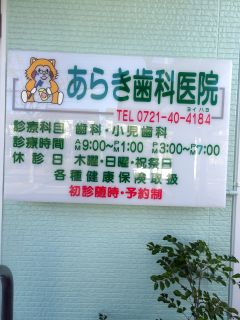 あらき歯科医院
ヨイハヨ
TEL 0721-40-4184
診療科目 歯科・小児歯科
診療時間 AM9:00〜PM1:00 PM3:00〜PM7:00
休診日 木曜・日曜・祝祭日
各種健康保険取扱
初診随時・予約制